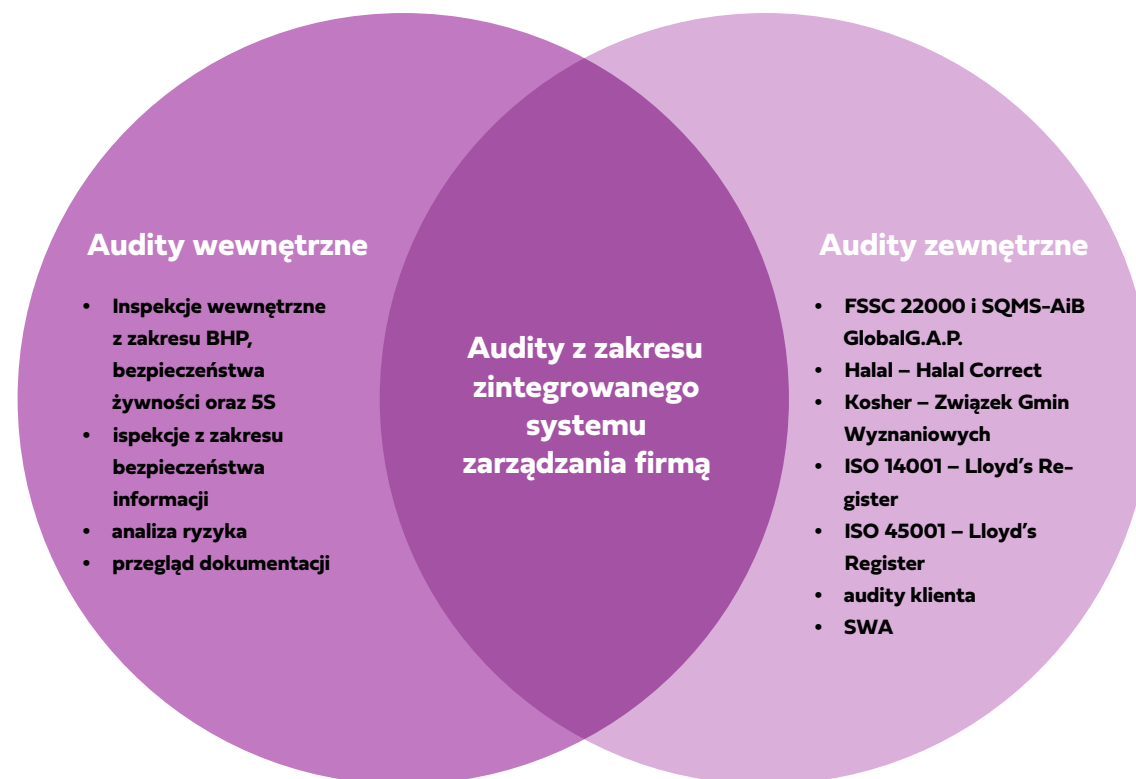 Audity wewnętrzne
• Inspekcje wewnętrzne
z zakresu BHP,
bezpieczeństwa
żywności oraz 5S
• ispekcje z zakresu
bezpieczeństwa
informacji
• analiza ryzyka
• przegląd dokumentacji
Audity z zakresu
zintegrowanego
systemu
zarządzania firmą
Audity zewnętrzne
• FSSC 22000 i SQMS-AiB
GlobalG.A.P.
• Halal – Halal Correct
• Kosher – Związek Gmin
Wyznaniowych
• ISO 14001 – Lloyd’s Re-
gister
• ISO 45001 – Lloyd’s
Register
• audity klienta
• SWA